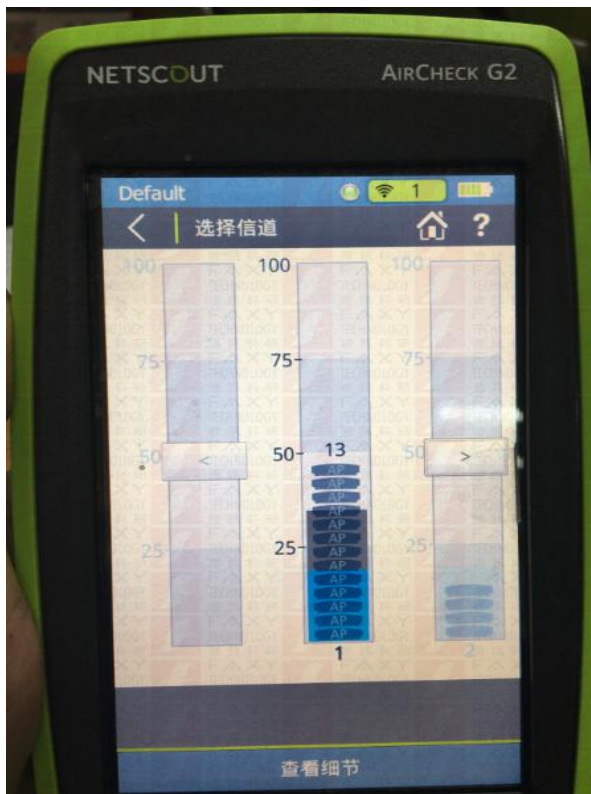 NETSCOUT
AIRCHECK G2
Default
1
选择信道
?
100
100
100
75
75
75
50
13
50
50
<
>
AP
AP
AP
AP
AP
AP
AP
AP
AP
AP
AP
AP
AP
25
25
25
1
2
查看细节